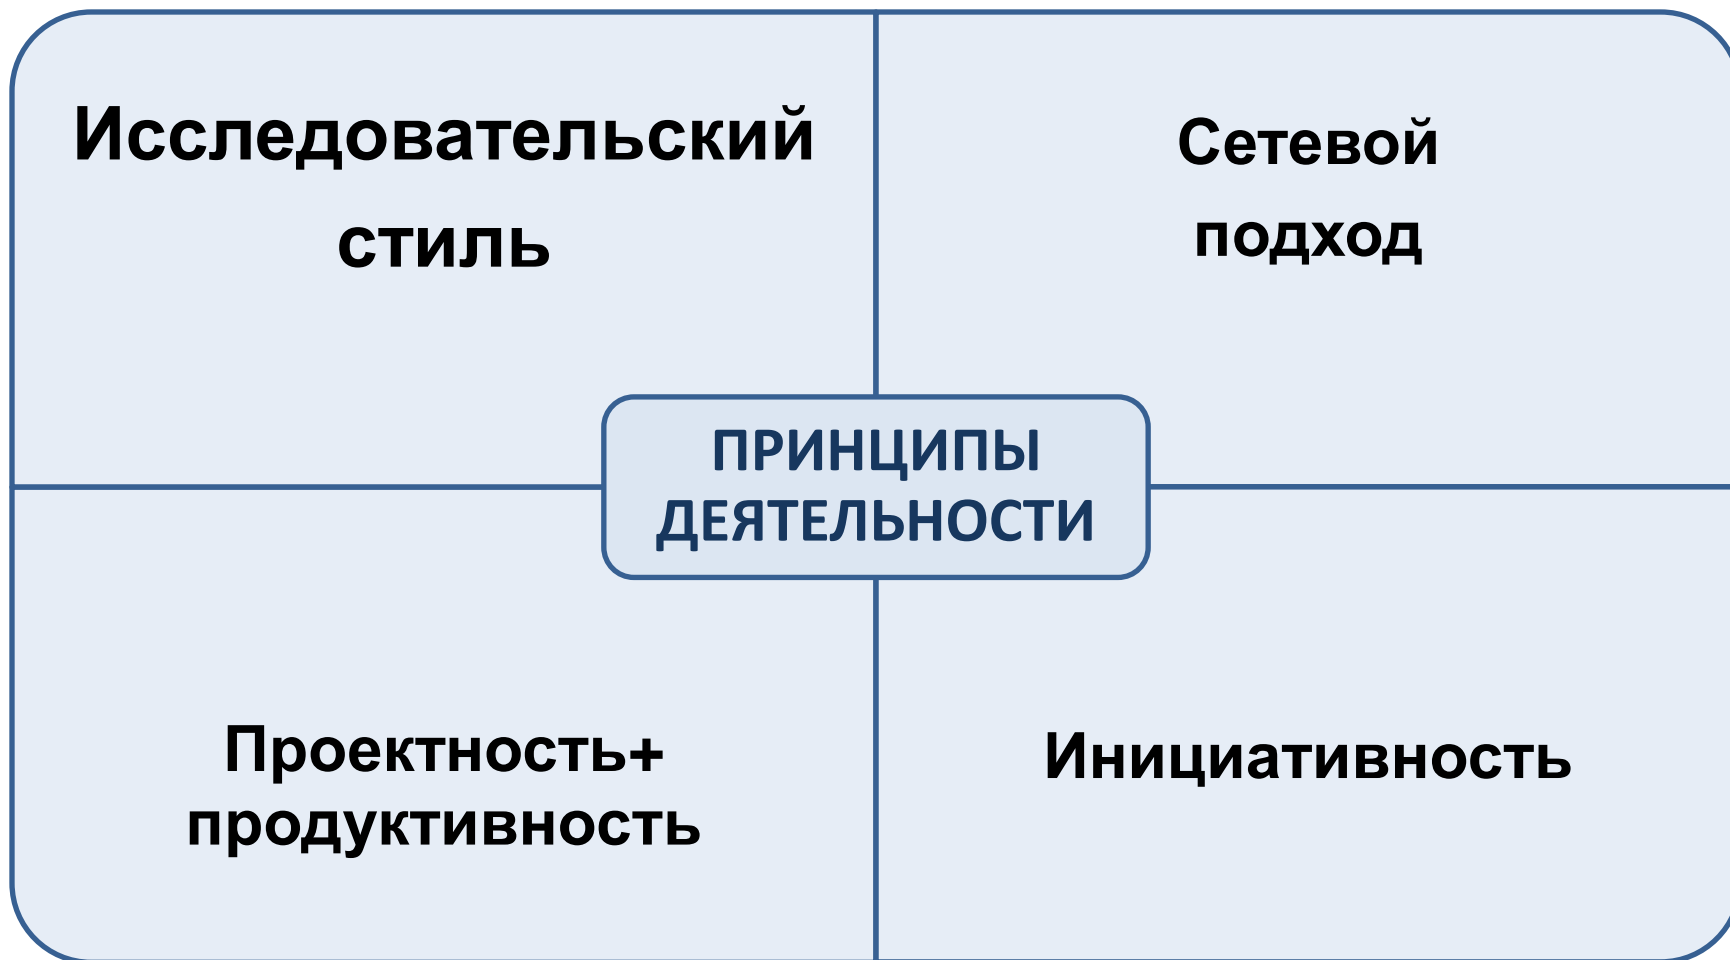 Исследовательский
стиль
Сетевой
подход
ПРИНЦИПЫ
ДЕЯТЕЛЬНОСТИ
Проектность+
продуктивность
Инициативность